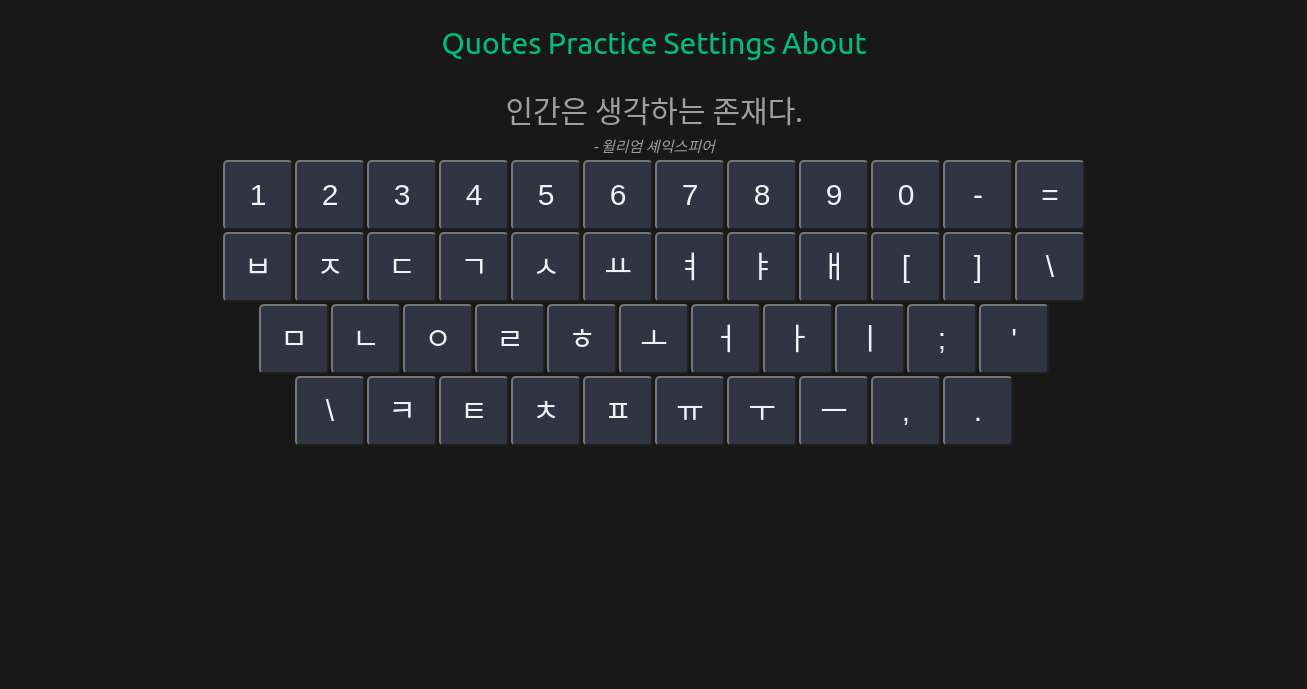 Quotes Practice Settings About
인간은 생각하는 존재다.
- 윌리엄 셰익스피어
1 2 3 4 5 6 7 8 9 0 - =
ㅂ ㅈ ㄷ ㄱ ㅅ ㅛ ㅕ ㅑ ㅐ [ ] \
ㅁ ㄴ ㅇ ㄹ ㅎ ㅗ ㅓ ㅏ ㅣ ; '
\ ㅋ ㅌ ㅊ ㅍ ㅠ ㅜ ㅡ , .